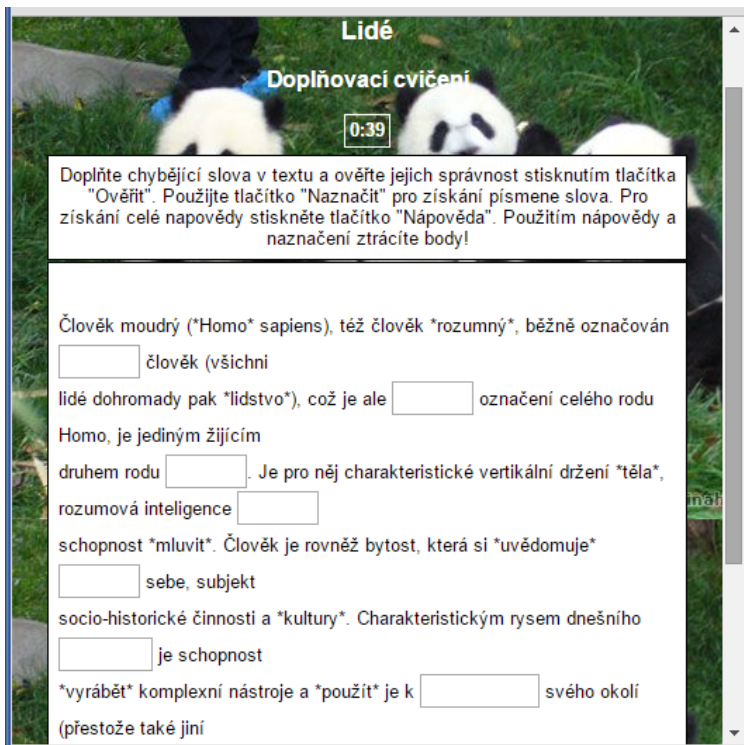 Lidé
Doplňovací cvičení
0:39
Doplňte chybějící slova v textu a ověřte jejich správnost stisknutím tlačítka
"Ověřit". Použijte tlačítko "Naznačit" pro získání písmene slova. Pro
získání celé napovědy stiskněte tlačítko "Nápověda". Použitím nápovědy a
naznačení ztrácíte body!
Člověk moudrý (*Homo* sapiens), též člověk *rozumný*, běžně označován
člověk (všichni
lidé dohromady pak *lidstvo*), což je ale označení celého rodu
Homo, je jediným žijícím
druhem rodu . Je pro něj charakteristické vertikální držení *těla*,
rozumová inteligence
schopnost *mluvit*. Člověk je rovněž bytost, která si *uvědomuje*
sebe, subjekt
socio-historické činnosti a *kultury*. Charakteristickým rysem dnešního
je schopnost
*vyrábět* komplexní nástroje a *použít* je k svého okolí
(přestože také jiní